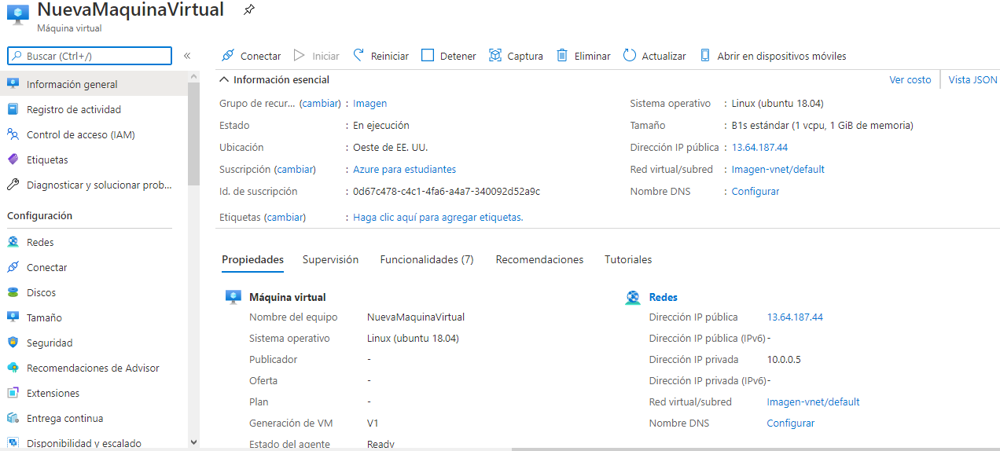 NuevaMaquinaVirtual
Máquina virtual
Buscar (Ctrl+/)
«
Conectar
Iniciar
Reiniciar
Detener
Captura
Eliminar
Actualizar
Abrir en dispositivos móviles
Información general
Registro de actividad
Control de acceso (IAM)
Etiquetas
Diagnosticar y solucionar prob...
Configuración
Redes
Conectar
Discos
Tamaño
Seguridad
Recomendaciones de Advisor
Extensiones
Entrega continua
Disponibilidad y escalado
Información esencial
Ver costo
Vista JSON
Grupo de recur... (cambiar) : Imagen
Estado : En ejecución
Ubicación : Oeste de EE. UU.
Suscripción (cambiar) : Azure para estudiantes
Id. de suscripción : 0d67c478-c4c1-4fa6-a4a7-340092d52a9c
Etiquetas (cambiar) : Haga clic aquí para agregar etiquetas.
Sistema operativo : Linux (ubuntu 18.04)
Tamaño : B1s estándar (1 vcpu, 1 GiB de memoria)
Dirección IP pública : 13.64.187.44
Red virtual/subred : Imagen-vnet/default
Nombre DNS : Configurar
Propiedades
Supervisión
Funcionalidades (7)
Recomendaciones
Tutoriales
Máquina virtual
Nombre del equipo NuevaMaquinaVirtual
Sistema operativo Linux (ubuntu 18.04)
Publicador -
Oferta -
Plan -
Generación de VM V1
Estado del agente Ready
Redes
Dirección IP pública 13.64.187.44
Dirección IP pública (IPv6) -
Dirección IP privada 10.0.0.5
Dirección IP privada (IPv6) -
Red virtual/subred Imagen-vnet/default
Nombre DNS Configurar